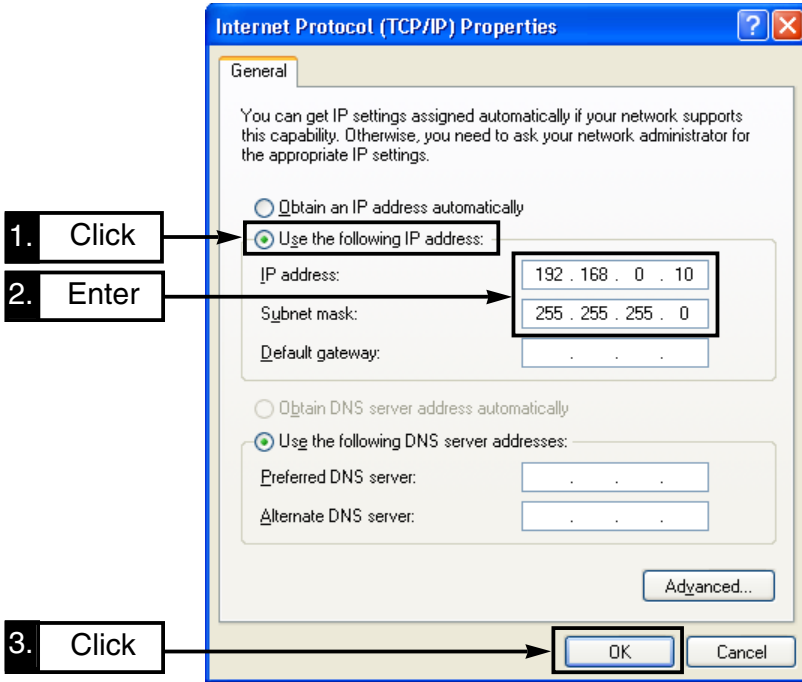 Internet Protocol (TCP/IP) Properties
General
You can get IP settings assigned automatically if your network supports
this capability. Otherwise, you need to ask your network administrator for
the appropriate IP settings.
Obtain an IP address automatically
1. Click
Use the following IP address:
IP address: 192 . 168 . 0 . 10
2. Enter
Subnet mask: 255 . 255 . 255 . 0
Default gateway: . . .
Obtain DNS server address automatically
Use the following DNS server addresses:
Preferred DNS server: . . .
Alternate DNS server: . . .
Advanced...
3. Click
OK Cancel